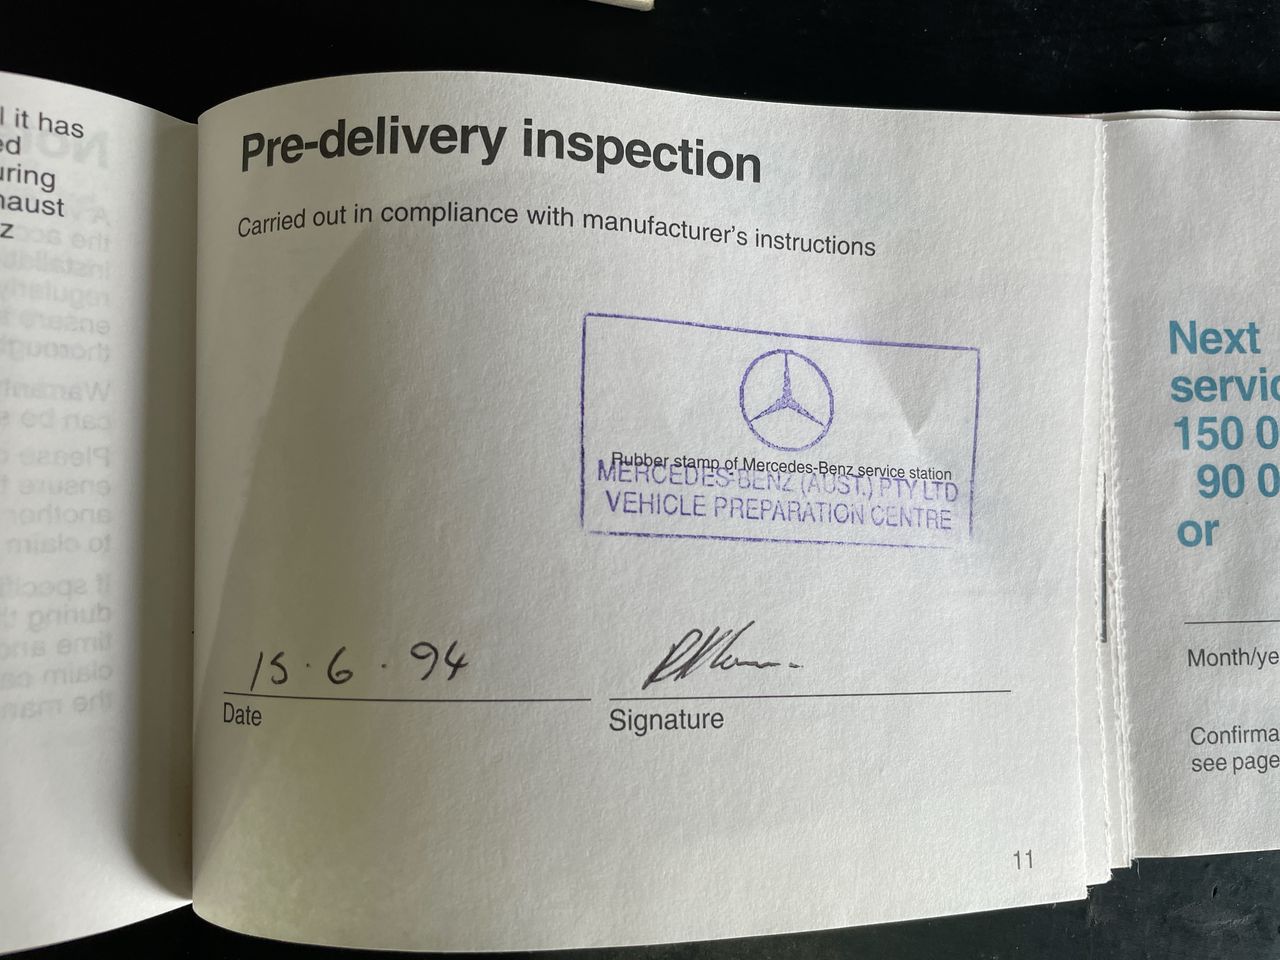 l it has
ed
uring
haust
z
Pre-delivery inspection
Carried out in compliance with manufacturer's instructions
Rubber stamp of Mercedes-Benz service station
MERCEDES-BENZ (AUST.) PTY LTD
VEHICLE PREPARATION CENTRE
15.6.94
Date
Signature
11
Next
servic
150 0
90 0
or
Month/ye
Confirma
see page